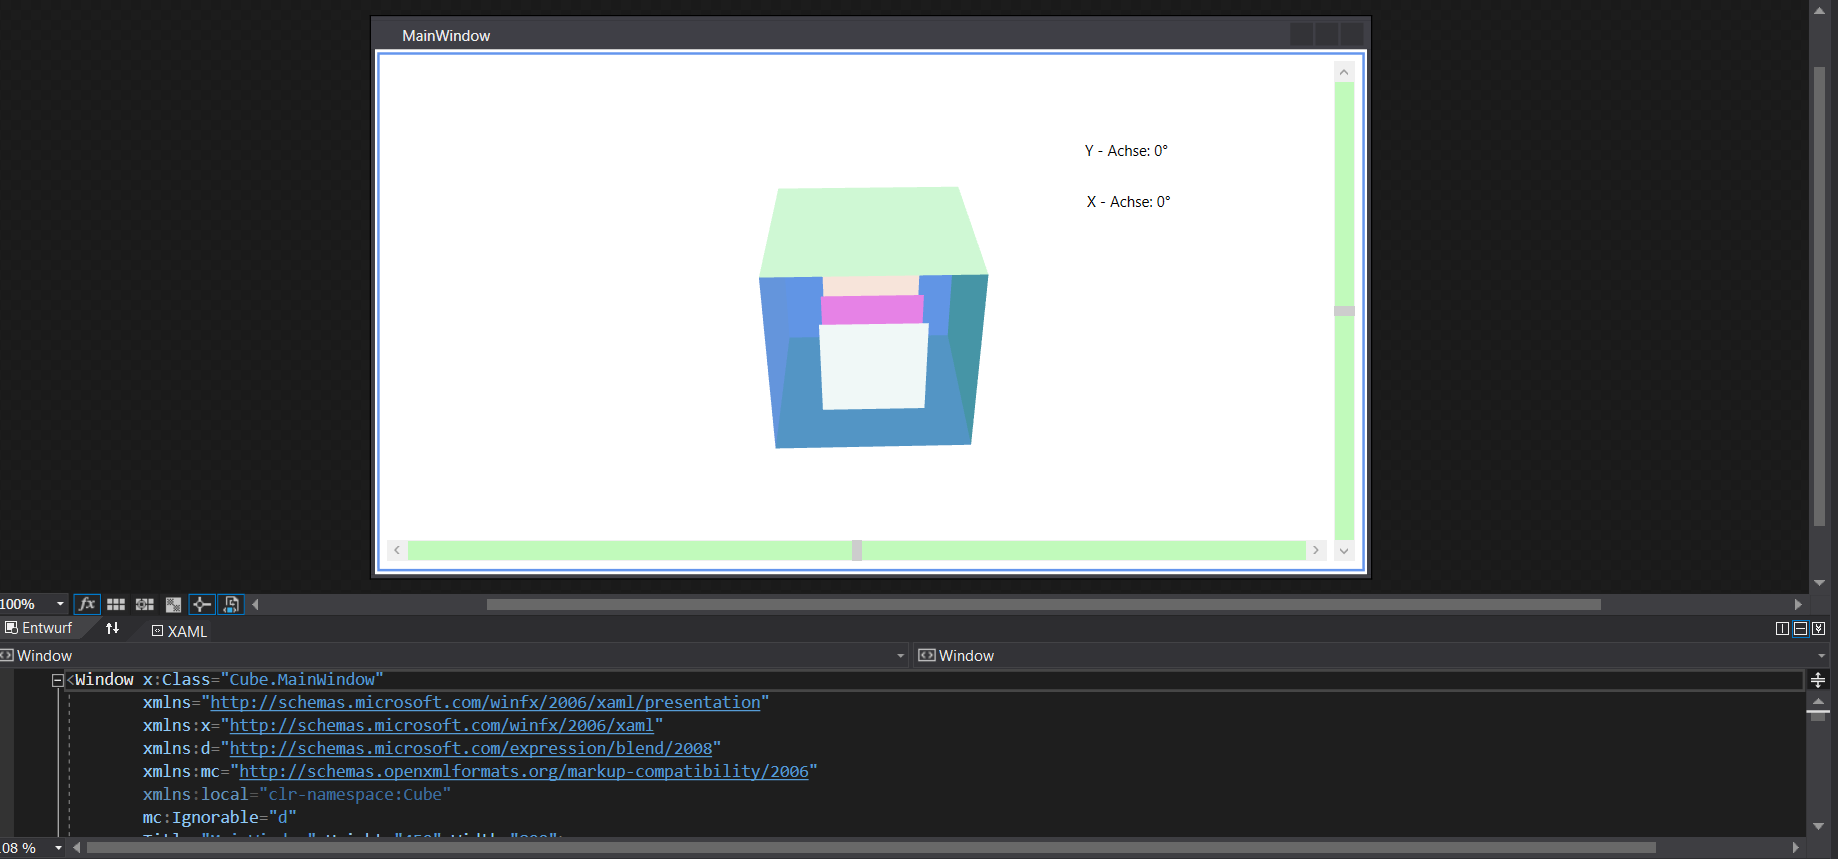 MainWindow
Y - Achse: 0°
X - Achse: 0°
100%
fx
Entwurf
XAML
Window
Window
<Window x:Class="Cube.MainWindow"
xmlns="http://schemas.microsoft.com/winfx/2006/xaml/presentation"
xmlns:x="http://schemas.microsoft.com/winfx/2006/xaml"
xmlns:d="http://schemas.microsoft.com/expression/blend/2008"
xmlns:mc="http://schemas.openxmlformats.org/markup-compatibility/2006"
xmlns:local="clr-namespace:Cube"
mc:Ignorable="d"
08 %